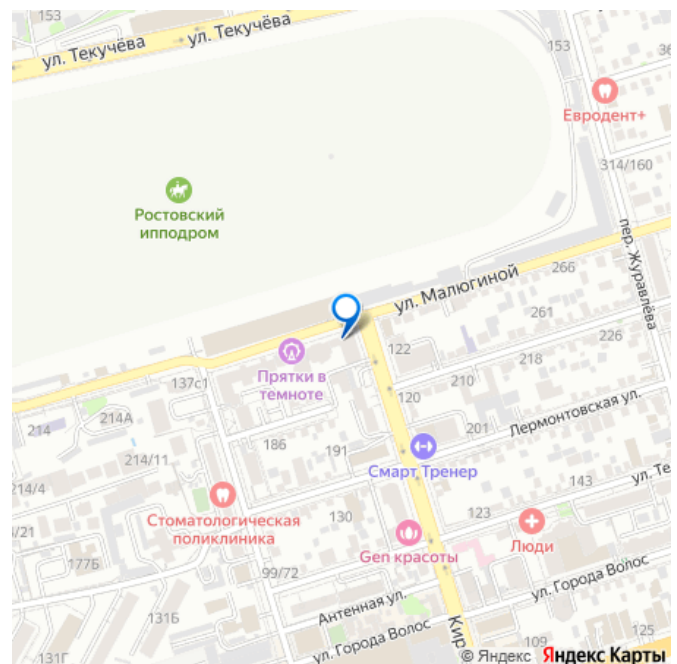 153
ул. Текучёва
ул. Текучёва
153
36
Евродент+
314/160
Ростовский
ипподром
пер. Журавлёва
ул. Малюгиной
266
261
226
122
218
Прятки в
темноте
137с1
210
120
214А
214
Лермонтовская ул.
201
186
191
214/11
Смарт Тренер
143
ул. Те
214/4
Стоматологическая
поликлиника
130
123
/21
Gen красоты
Люди
177Б
99/72
ул. Города Волос
Антенная ул.
131Б
Кир
109
125
ул. Города Волос
131Г
© Яндекс Яндекс Карты